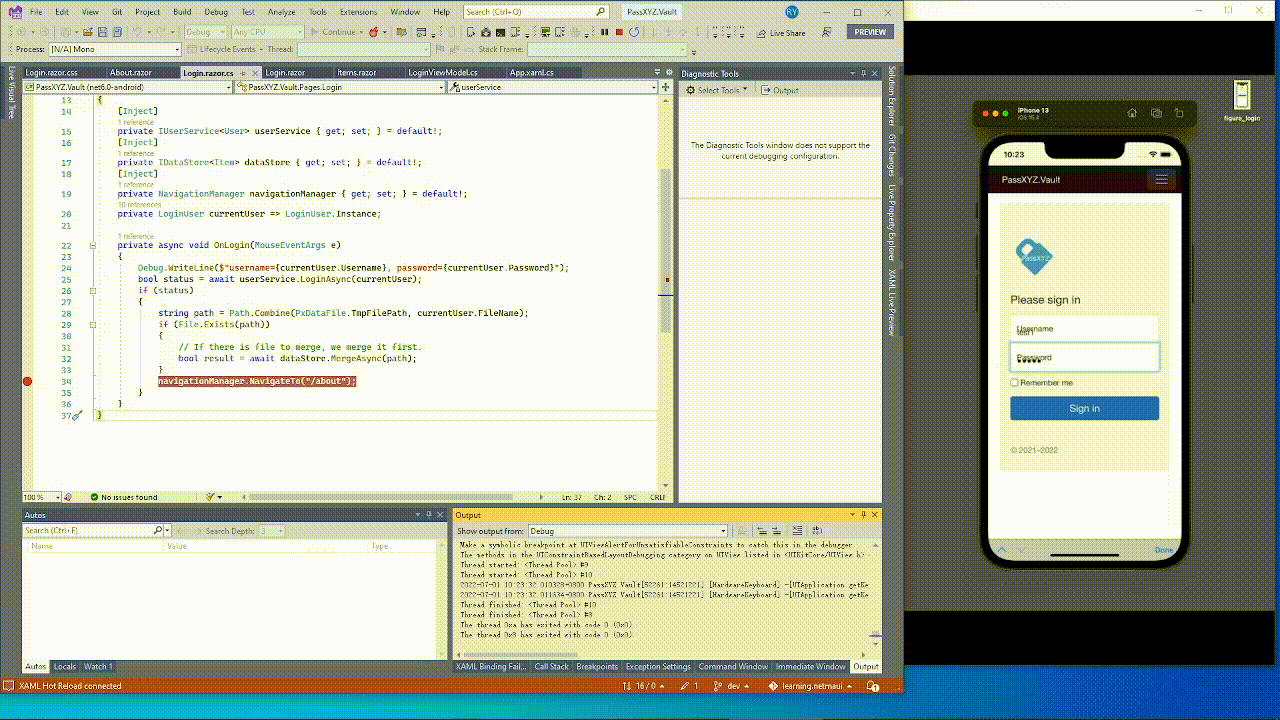 File Edit View Git Project Build Debug Test Analyze Tools Extensions Window Help Search (Ctrl+Q) PassXYZ.Vault RY
Debug Any CPU Continue Live Share PREVIEW
Process: [N/A] Mono Lifecycle Events Thread: Stack Frame:
Live Visual Tree
Login.razor.css About.razor Login.razor.cs Login.razor Items.razor LoginViewModel.cs App.xaml.cs
PassXYZ.Vault (net6.0-android) PassXYZ.Vault.Pages.Login userService
13 {
14 [Inject]
1 reference
15 private IUserService<User> userService { get; set; } = default!;
16 [Inject]
1 reference
17 private IDataStore<Item> dataStore { get; set; } = default!;
18 [Inject]
1 reference
19 private NavigationManager navigationManager { get; set; } = default!;
10 references
20 private LoginUser currentUser => LoginUser.Instance;
21
1 reference
22 private async void OnLogin(MouseEventArgs e)
23 {
24 Debug.WriteLine($"username={currentUser.Username}, password={currentUser.Password}");
25 bool status = await userService.LoginAsync(currentUser);
26 if (status)
27 {
28 string path = Path.Combine(PxDataFile.TmpFilePath, currentUser.FileName);
29 if (File.Exists(path))
30 {
31 // If there is file to merge, we merge it first.
32 bool result = await dataStore.MergeAsync(path);
33 }
34 navigationManager.NavigateTo("/about");
35 }
36 }
37 }
100 % No issues found Ln: 37 Ch: 2 SPC CRLF
Diagnostic Tools
Select Tools Output
The Diagnostic Tools window does not support the
current debugging configuration.
Solution Explorer
Git Changes
Live Property Explorer
XAML Live Preview
Autos
Search (Ctrl+E) Search Depth: 3
Name Value Type
Autos Locals Watch 1
Output
Show output from: Debug
Make a symbolic breakpoint at UIViewAlertForUnsatisfiableConstraints to catch this in the debugger.
The methods in the UIConstraintBasedLayoutDebugging category on UIView listed in <UIKitCore/UIView.h>
Thread started: <Thread Pool> #9
Thread started: <Thread Pool> #10
2022-07-01 10:23:32.010328-0800 PassXYZ.Vault[52261:14521221] [HardwareKeyboard] -[UIApplication getKe
2022-07-01 10:23:32.011634-0800 PassXYZ.Vault[52261:14521221] [HardwareKeyboard] -[UIApplication getKe
Thread finished: <Thread Pool> #10
Thread finished: <Thread Pool> #8
The thread 0xa has exited with code 0 (0x0).
The thread 0x8 has exited with code 0 (0x0).
XAML Binding Fail... Call Stack Breakpoints Exception Settings Command Window Immediate Window Output
XAML Hot Reload connected 16 / 0 1 dev learning.netmaui 1
iPhone 13
iOS 15.4
figure_login
10:23
PassXYZ.Vault
PassXYZ
Please sign in
Username
test1
Password
Remember me
Sign in
© 2021–2022
Done